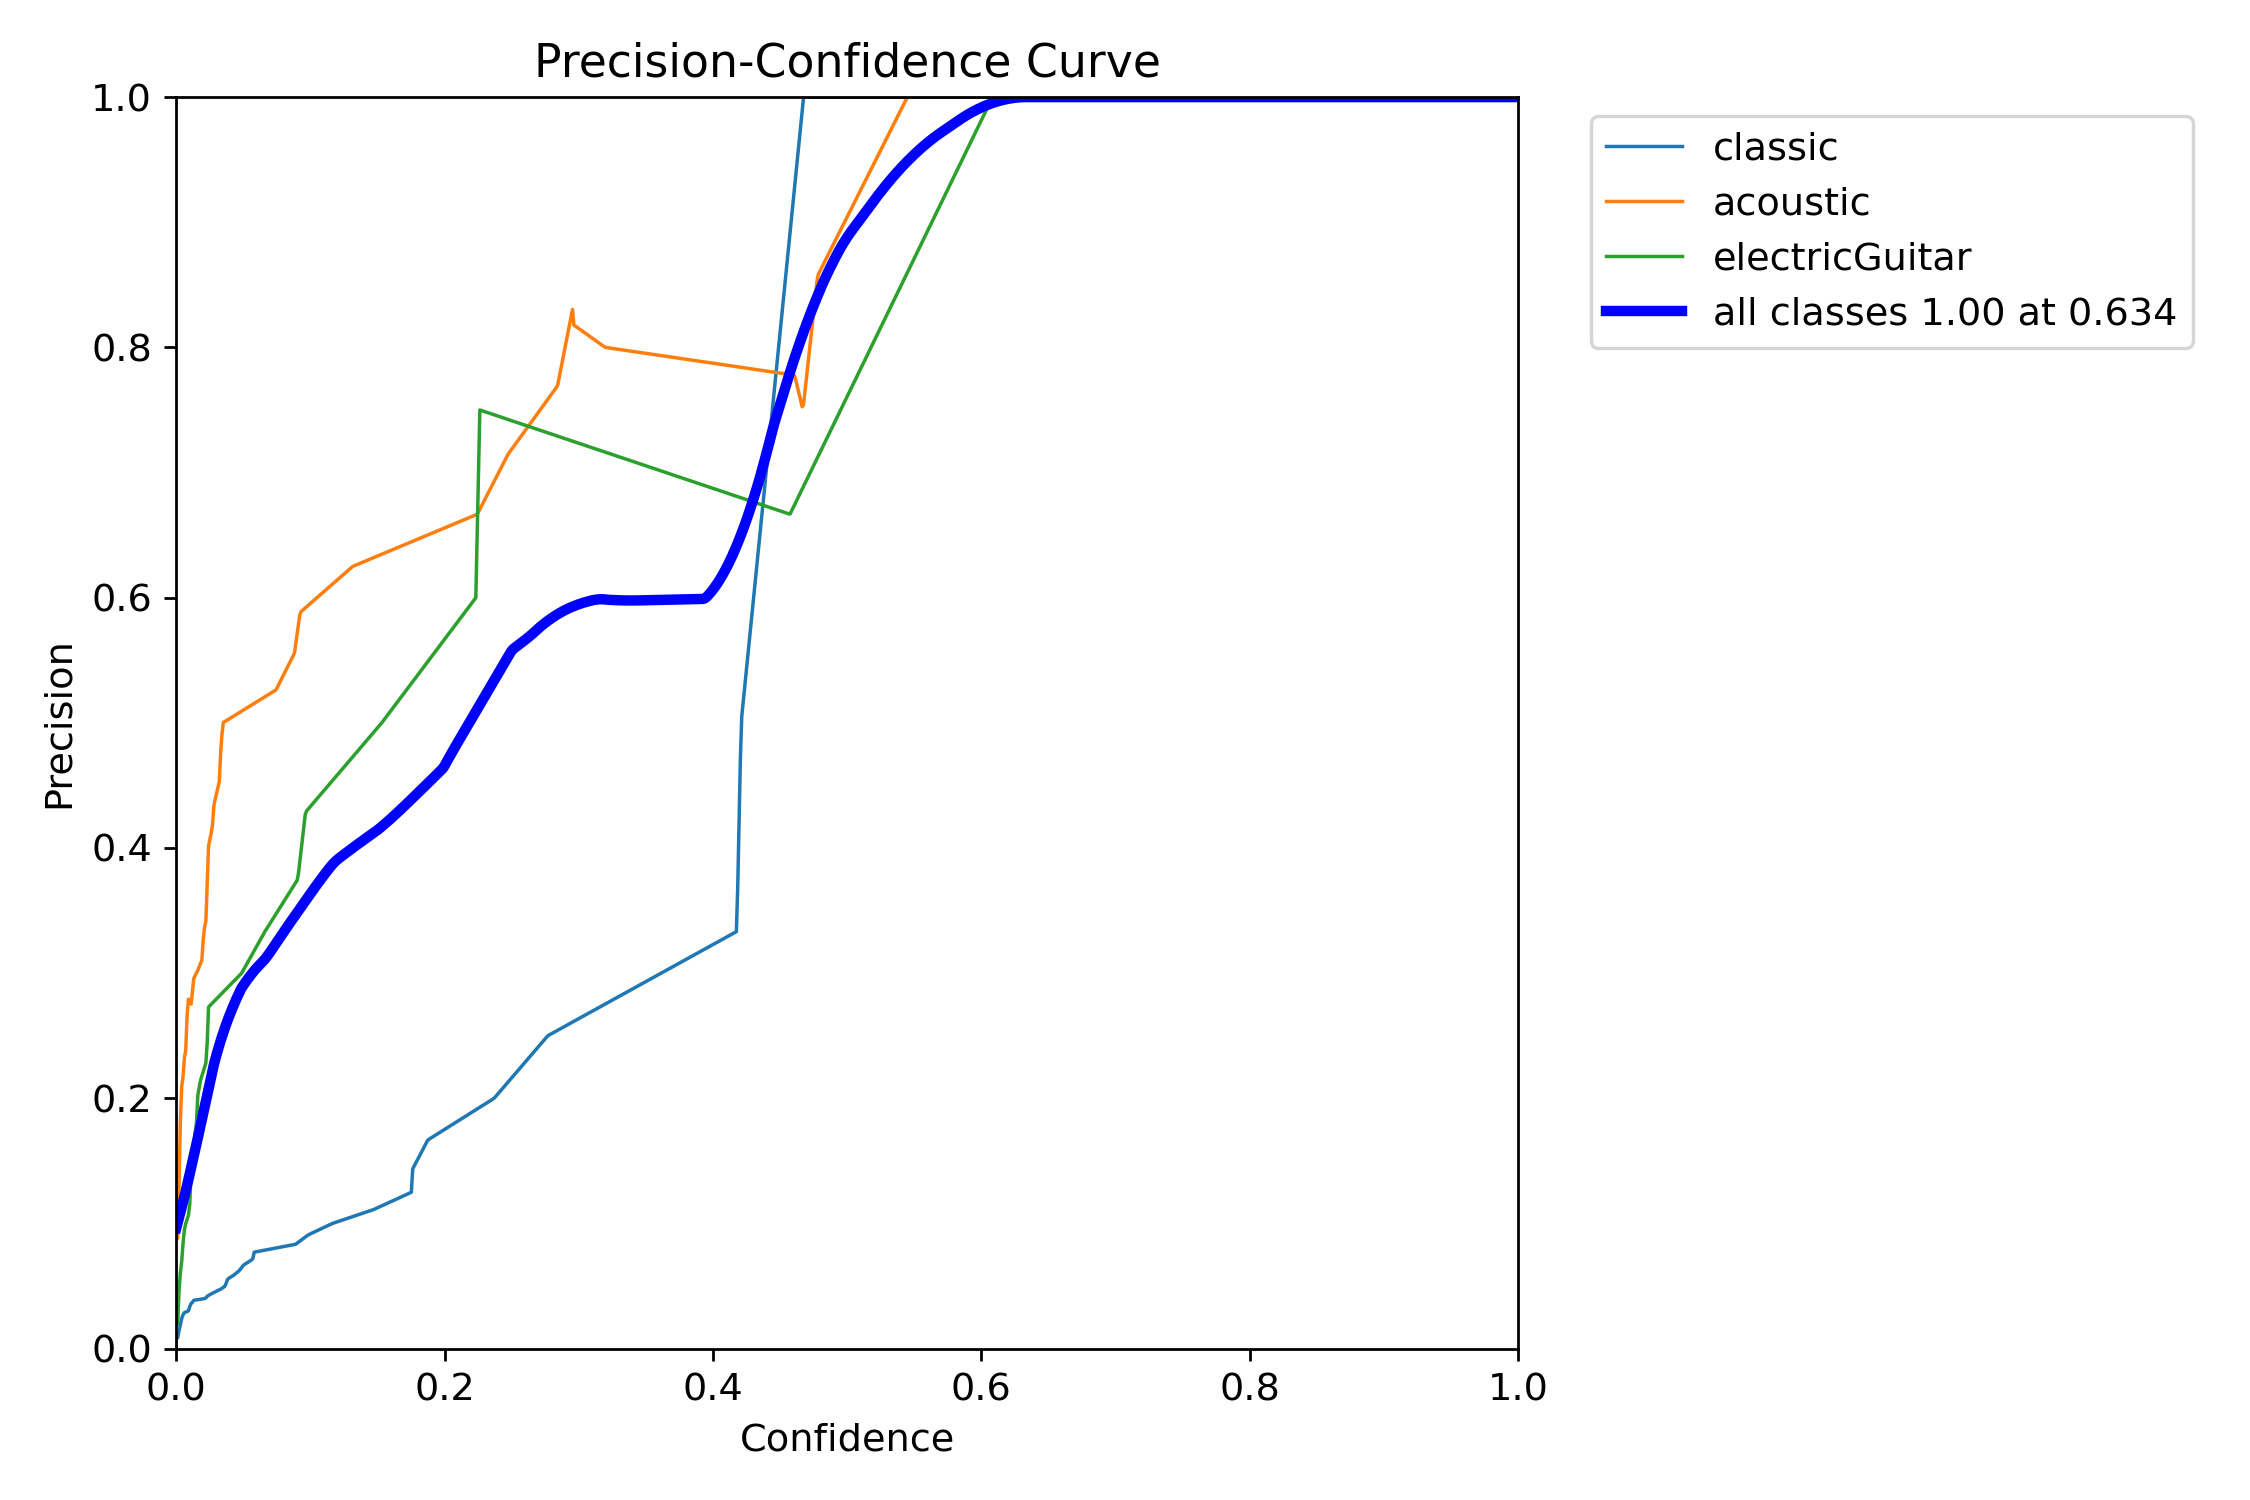 Precision-Confidence Curve
1.0
0.8
0.6
0.4
0.2
0.0
Precision
0.0 0.2 0.4 0.6 0.8 1.0
Confidence
classic
acoustic
electricGuitar
all classes 1.00 at 0.634